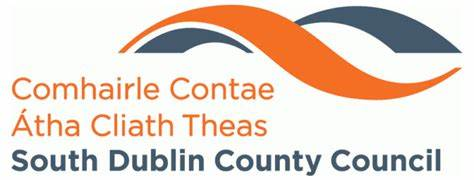 Comhairle Contae
Átha Cliath Theas
South Dublin County Council